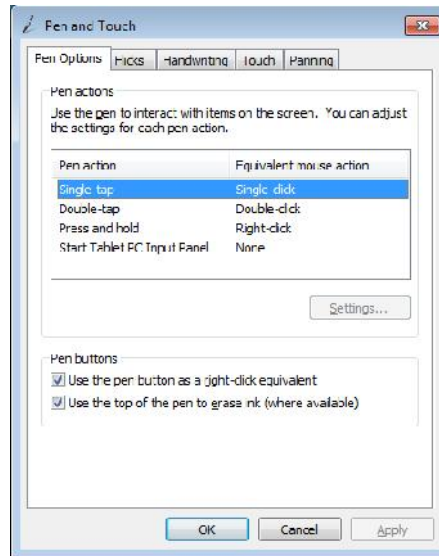 Pen and Touch
Pen Options Flicks Handwriting Touch Panning
Pen actions
Use the pen to interact with items on the screen. You can adjust
the settings for each pen action.
Pen action Equivalent mouse action
Single-tap Single-click
Double-tap Double-click
Press and hold Right-click
Start Tablet PC Input Panel None
Settings...
Pen buttons
Use the pen button as a right-click equivalent
Use the top of the pen to erase ink (where available)
OK Cancel Apply